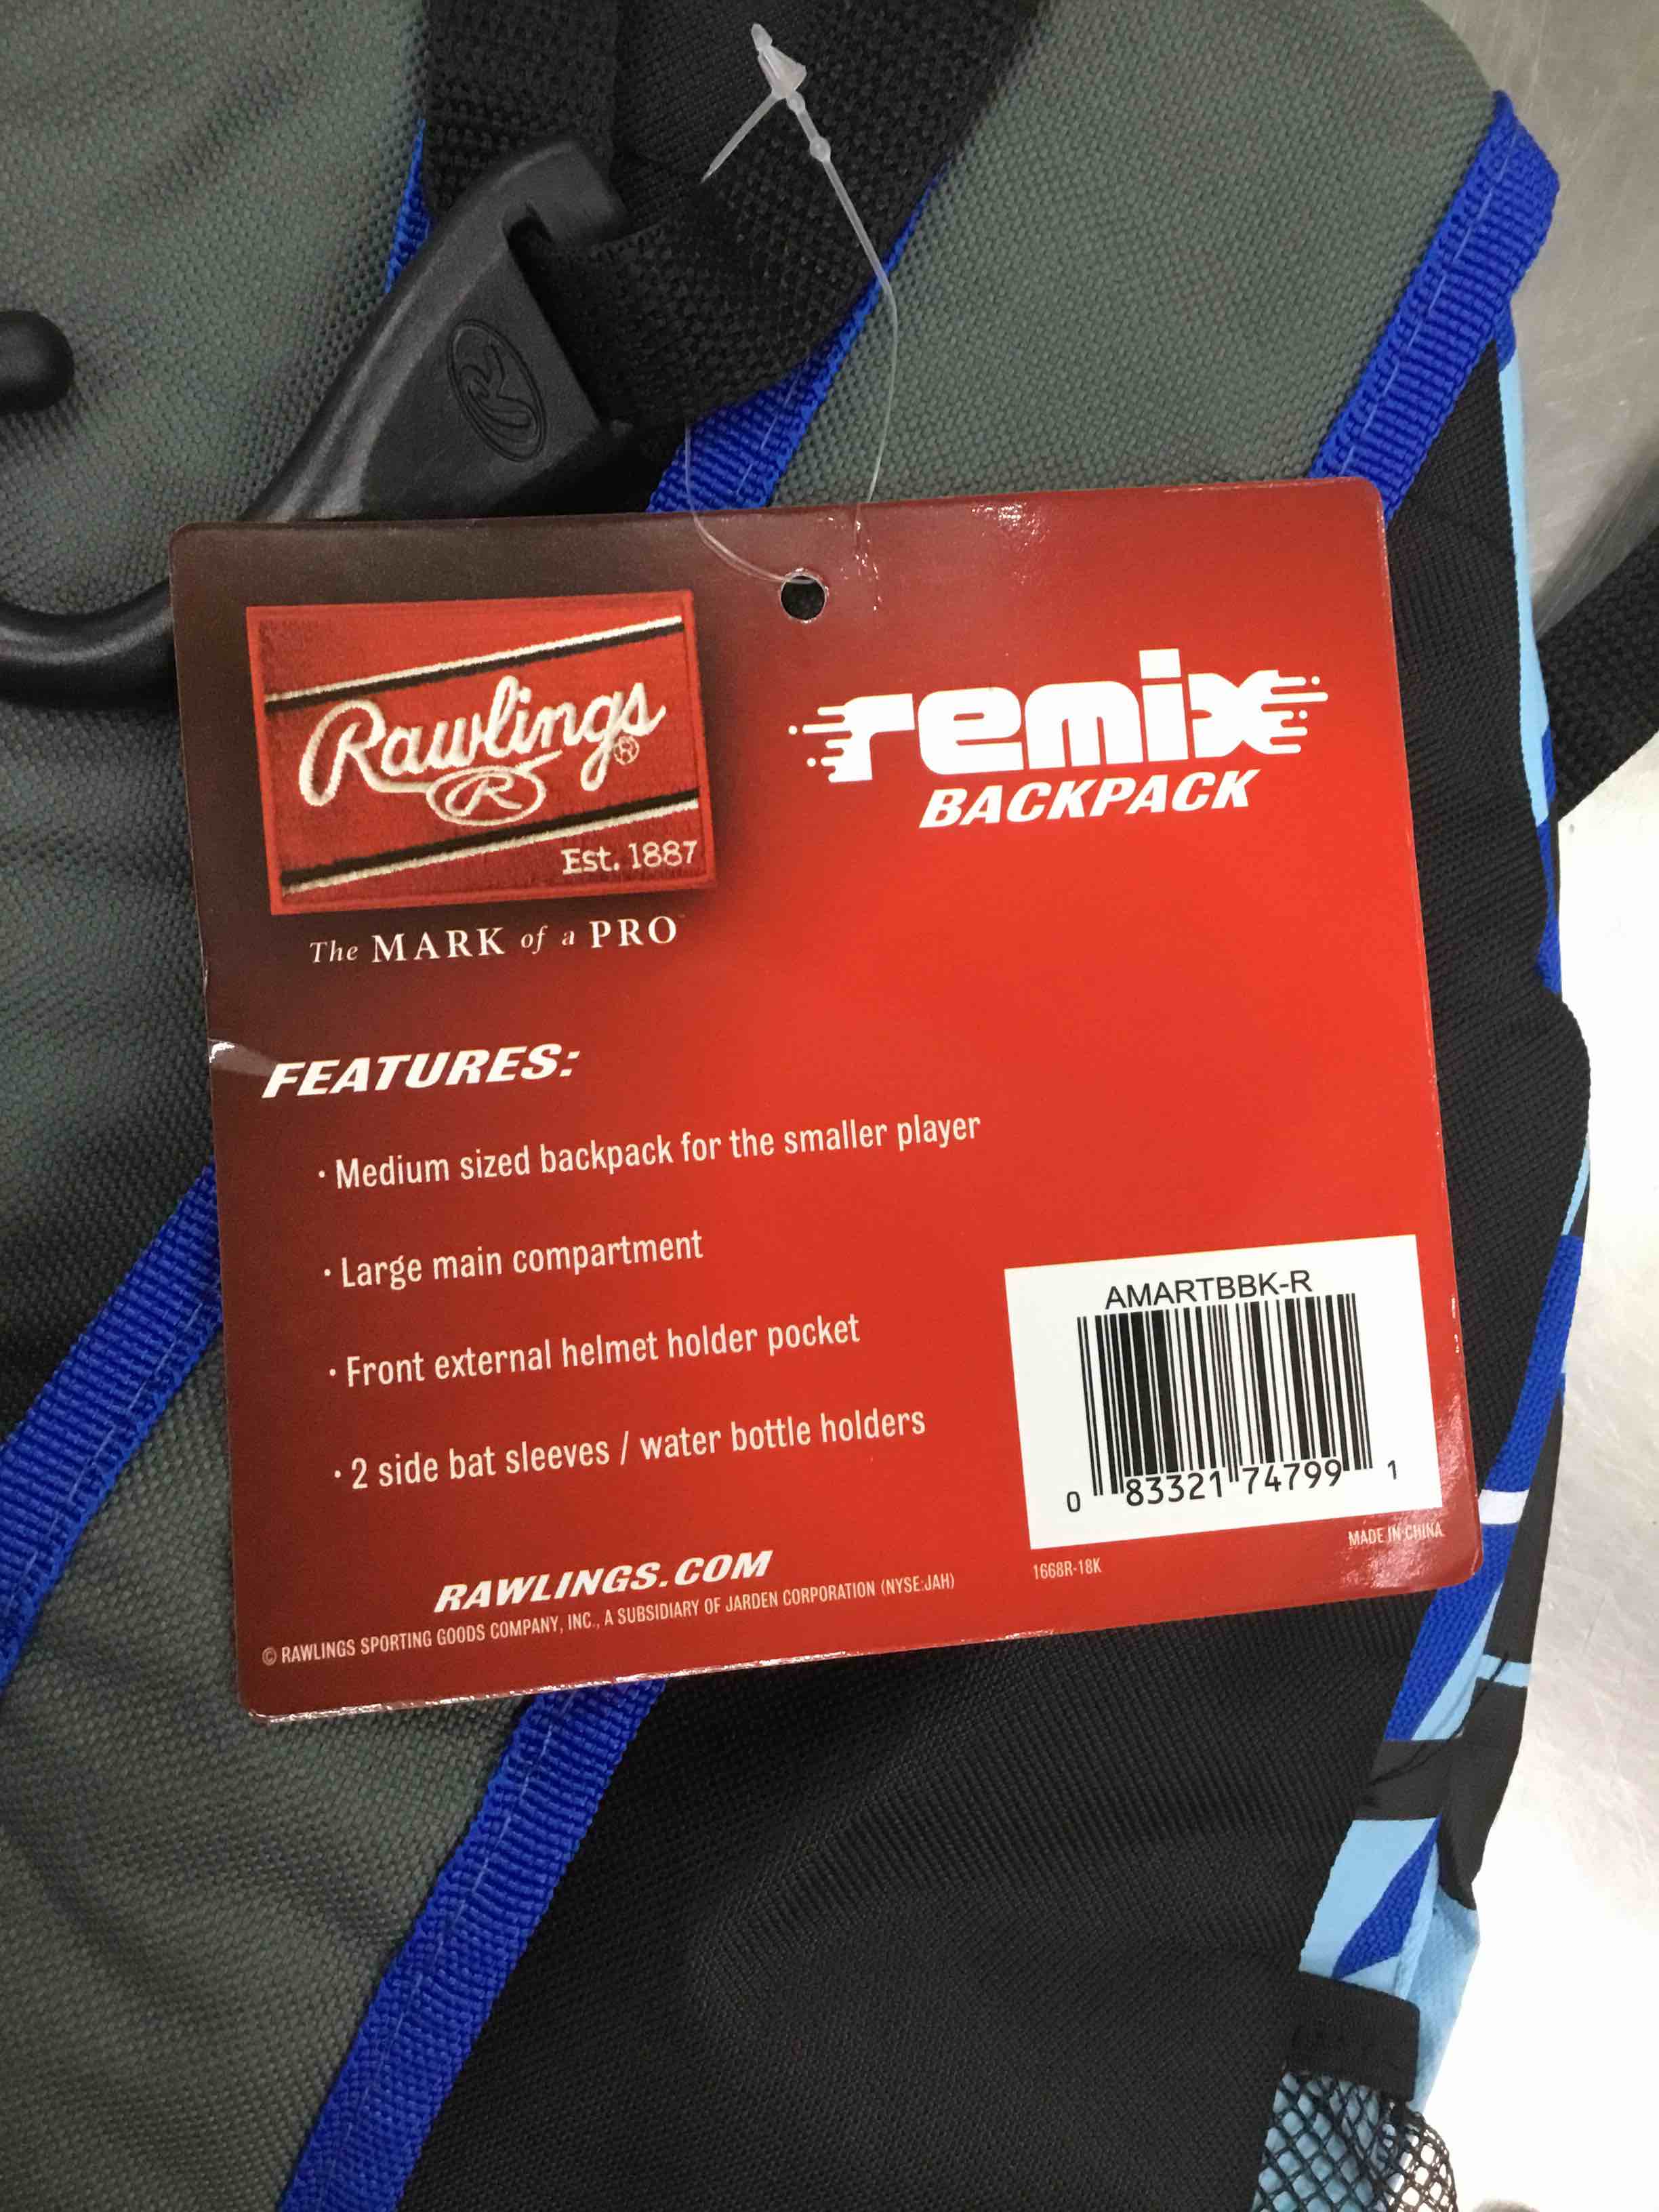 Rawlings®
R
Est. 1887
The MARK of a PRO™
remix
BACKPACK
FEATURES:
• Medium sized backpack for the smaller player
• Large main compartment
• Front external helmet holder pocket
• 2 side bat sleeves / water bottle holders
AMARTBBK-R
0 83321 74799 1
MADE IN CHINA
1668R-18K
RAWLINGS.COM
© RAWLINGS SPORTING GOODS COMPANY, INC., A SUBSIDIARY OF JARDEN CORPORATION (NYSE:JAH)